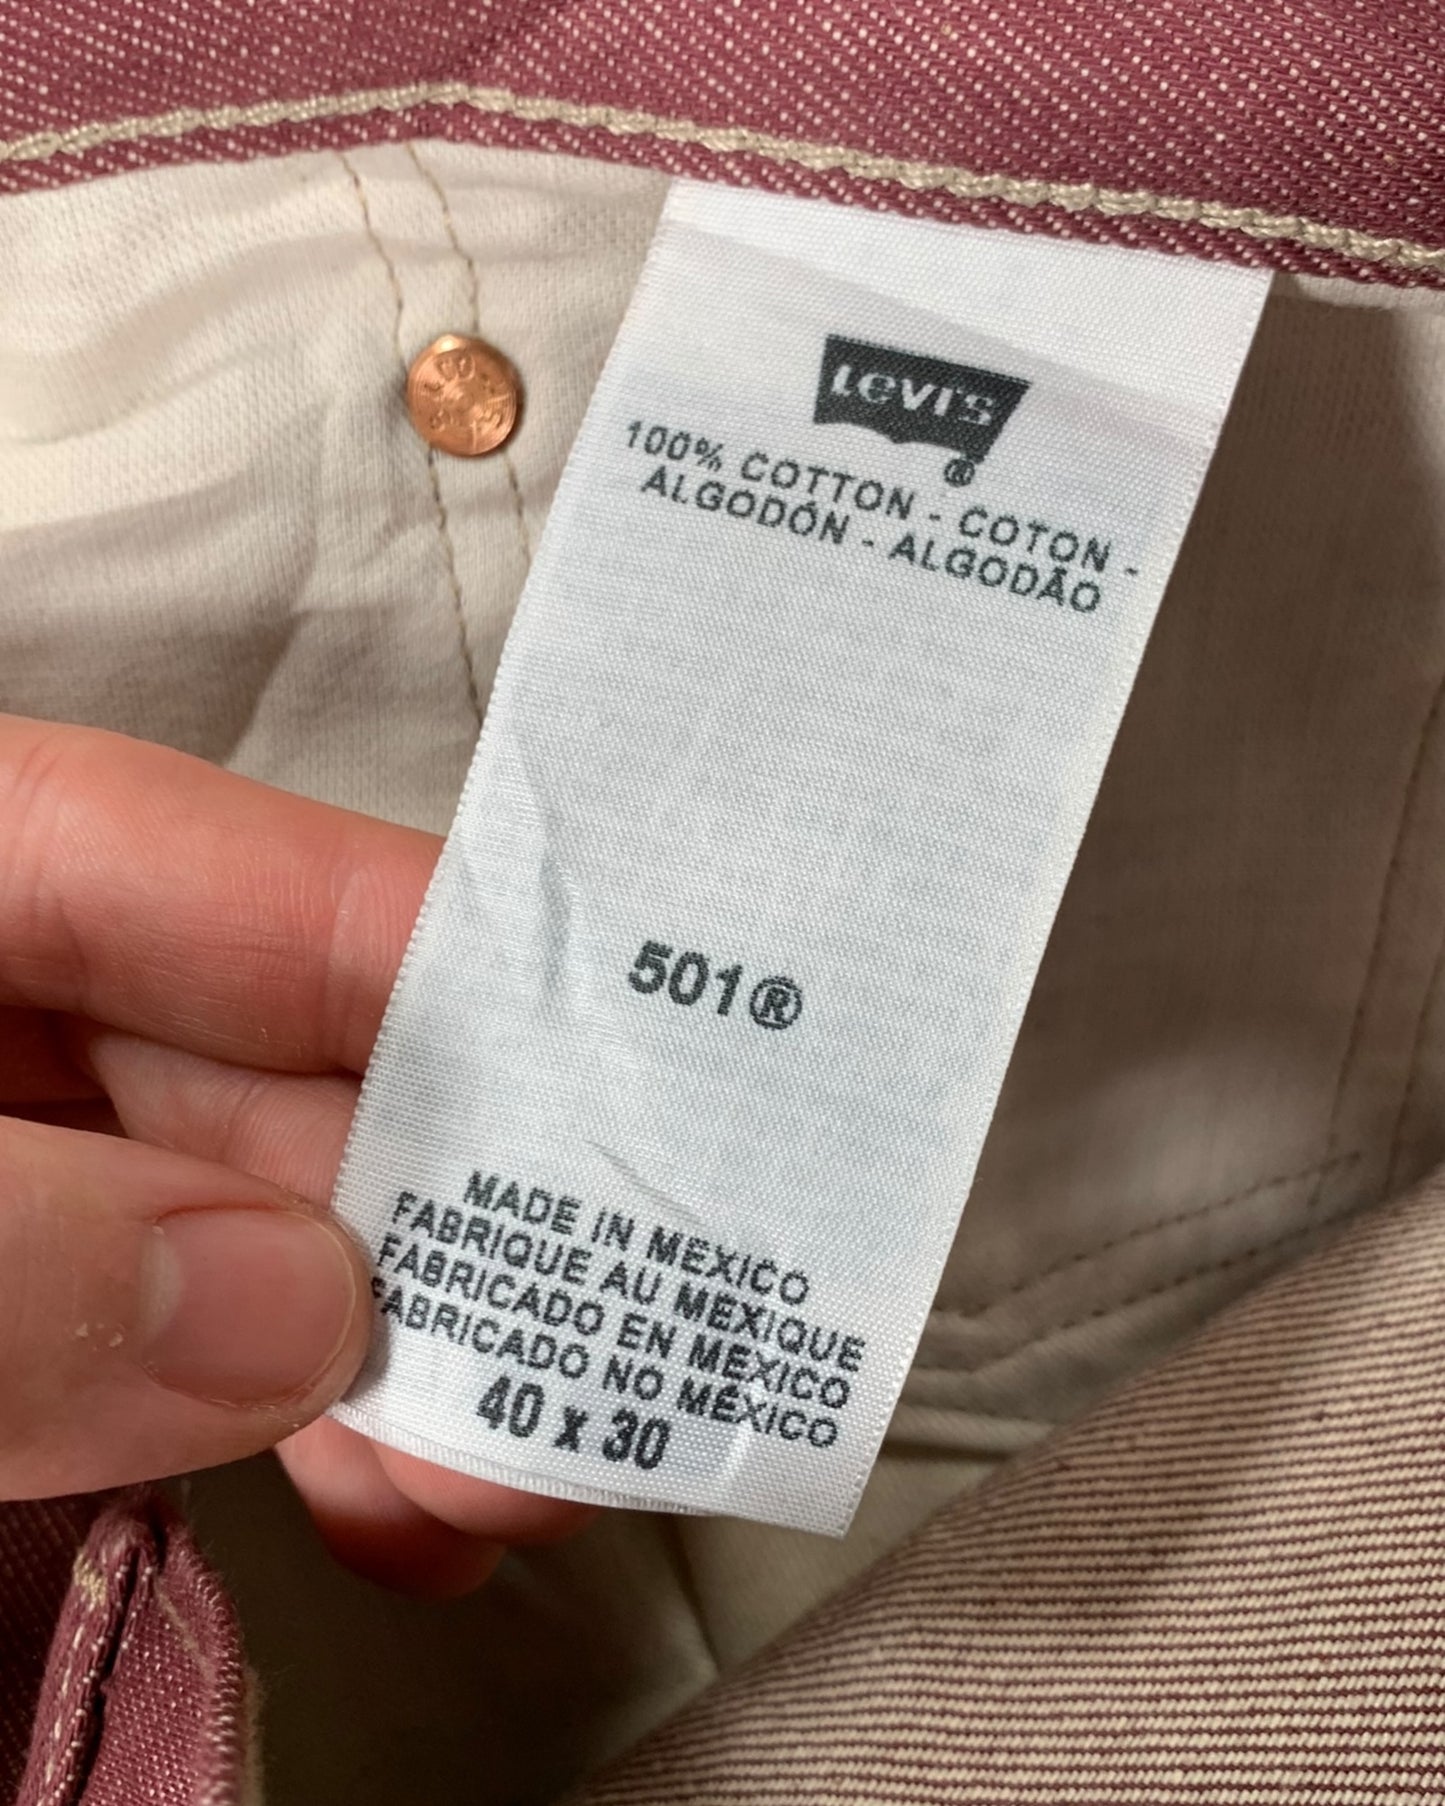 Levi's
®
100% COTTON - COTON -
ALGODÓN - ALGODÃO
501®
MADE IN MEXICO
FABRIQUE AU MEXIQUE
FABRICADO EN MÉXICO
FABRICADO NO MÉXICO
40 x 30